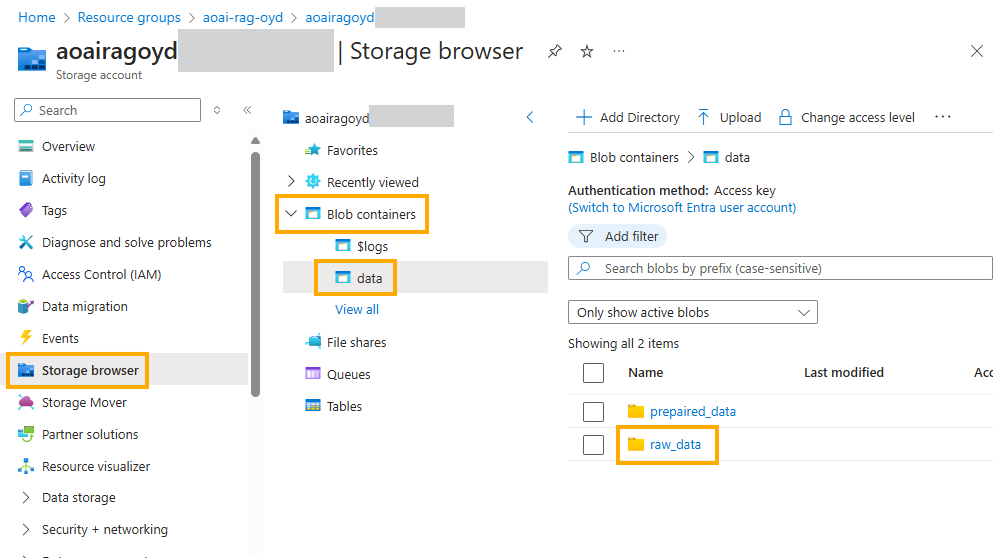 Home > Resource groups > aoai-rag-oyd > aoairagoyd
aoairagoyd | Storage browser
Storage account
Search
Overview
Activity log
Tags
Diagnose and solve problems
Access Control (IAM)
Data migration
Events
Storage browser
Storage Mover
Partner solutions
Resource visualizer
Data storage
Security + networking
aoairagoyd
Favorites
Recently viewed
Blob containers
$logs
data
View all
File shares
Queues
Tables
Add Directory Upload Change access level
Blob containers > data
Authentication method: Access key
(Switch to Microsoft Entra user account)
Add filter
Search blobs by prefix (case-sensitive)
Only show active blobs
Showing all 2 items
Name Last modified
prepaired_data
raw_data